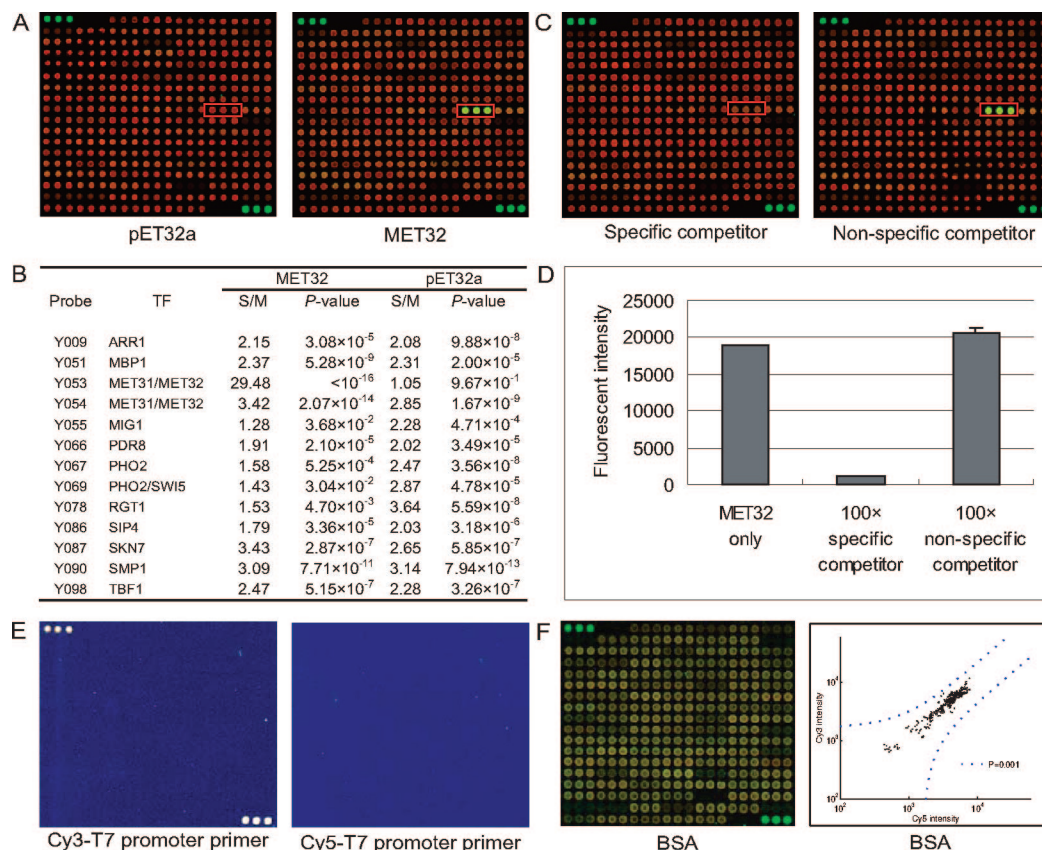 A
C
pET32a
MET32
Specific competitor
Non-specific competitor
B
MET32
pET32a
Probe TF S/M P-value S/M P-value
Y009 ARR1 2.15 3.08×10⁻⁵ 2.08 9.88×10⁻⁸
Y051 MBP1 2.37 5.28×10⁻⁹ 2.31 2.00×10⁻⁵
Y053 MET31/MET32 29.48 <10⁻¹⁶ 1.05 9.67×10⁻¹
Y054 MET31/MET32 3.42 2.07×10⁻¹⁴ 2.85 1.67×10⁻⁹
Y055 MIG1 1.28 3.68×10⁻² 2.28 4.71×10⁻⁴
Y066 PDR8 1.91 2.10×10⁻⁵ 2.02 3.49×10⁻⁵
Y067 PHO2 1.58 5.25×10⁻⁴ 2.47 3.56×10⁻⁸
Y069 PHO2/SWI5 1.43 3.04×10⁻² 2.87 4.78×10⁻⁵
Y078 RGT1 1.53 4.70×10⁻³ 3.64 5.59×10⁻⁸
Y086 SIP4 1.79 3.36×10⁻⁵ 2.03 3.18×10⁻⁶
Y087 SKN7 3.43 2.87×10⁻⁷ 2.65 5.85×10⁻⁷
Y090 SMP1 3.09 7.71×10⁻¹¹ 3.14 7.94×10⁻¹³
Y098 TBF1 2.47 5.15×10⁻⁷ 2.28 3.26×10⁻⁷
D
Fluorescent intensity
25000
20000
15000
10000
5000
0
MET32
only
100×
specific
competitor
100×
non-specific
competitor
E
Cy3-T7 promoter primer
Cy5-T7 promoter primer
F
BSA
Cy3 intensity
10⁴
10³
10²
P=0.001
10² 10³ 10⁴
Cy5 intensity
BSA